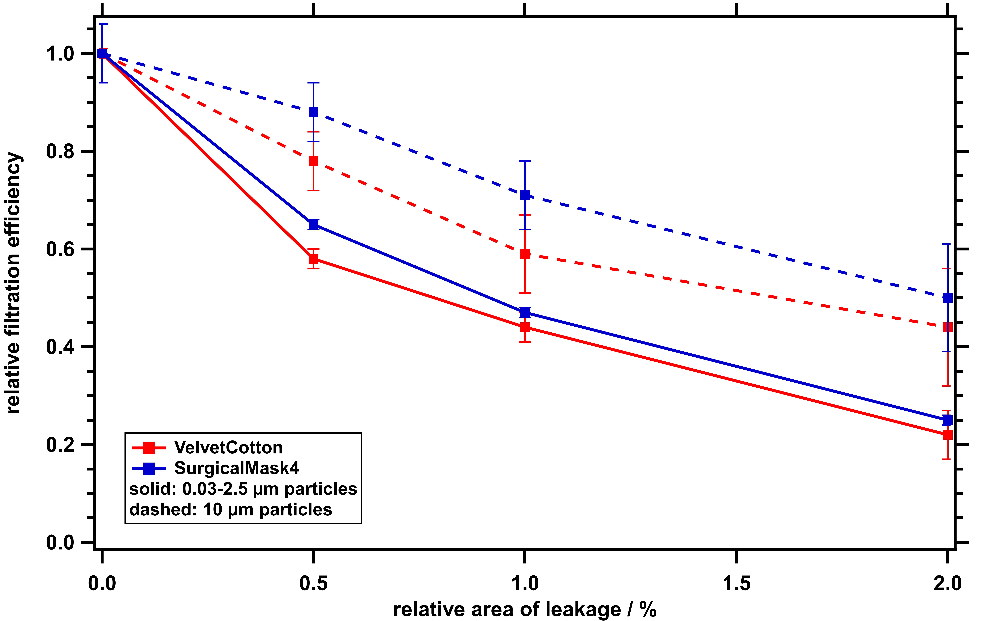 relative filtration efficiency
1.0
0.8
0.6
0.4
0.2
0.0
VelvetCotton
SurgicalMask4
solid: 0.03-2.5 µm particles
dashed: 10 µm particles
0.0 0.5 1.0 1.5 2.0
relative area of leakage / %